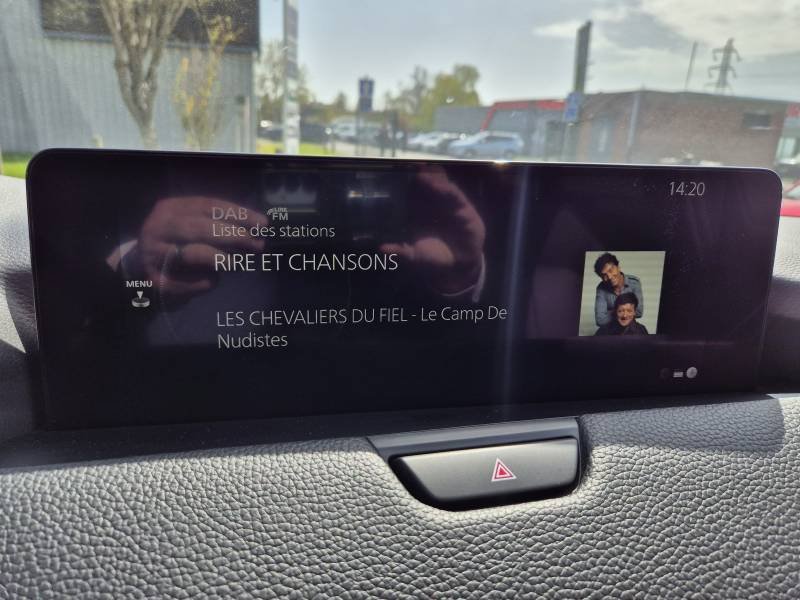 14:20
DAB LINK FM
Liste des stations
RIRE ET CHANSONS
MENU
LES CHEVALIERS DU FIEL - Le Camp De
Nudistes